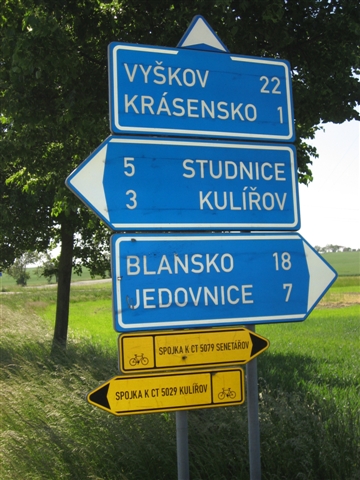 VYŠKOV 22
KRÁSENSKO 1
5 STUDNICE
3 KULÍŘOV
BLANSKO 18
JEDOVNICE 7
SPOJKA K CT 5079 SENETÁŘOV
SPOJKA K CT 5029 KULÍŘOV